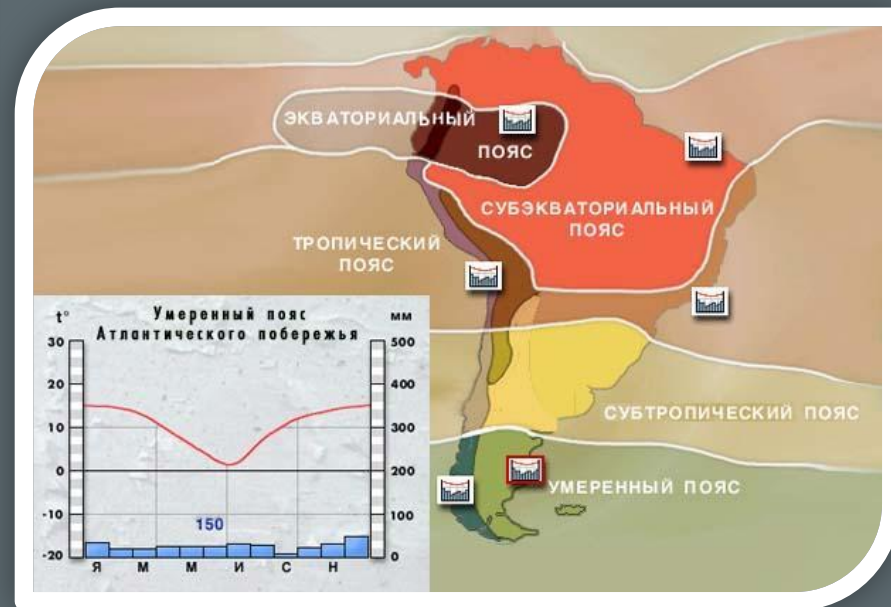 ЭКВАТОРИАЛЬНЫЙ
ПОЯС
СУБЭКВАТОРИАЛЬНЫЙ
ПОЯС
ТРОПИЧЕСКИЙ
ПОЯС
СУБТРОПИЧЕСКИЙ ПОЯС
УМЕРЕННЫЙ ПОЯС
t° Умеренный пояс мм
Атлантического побережья
30 500
20 400
10 300
0 200
-10 100
150
-20 0
Я М М И С Н